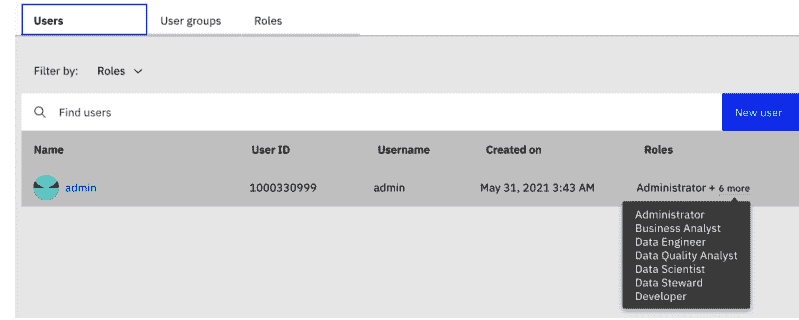 Users User groups Roles
Filter by: Roles
Find users New user
Name User ID Username Created on Roles
admin 1000330999 admin May 31, 2021 3:43 AM Administrator + 6 more
Administrator
Business Analyst
Data Engineer
Data Quality Analyst
Data Scientist
Data Steward
Developer